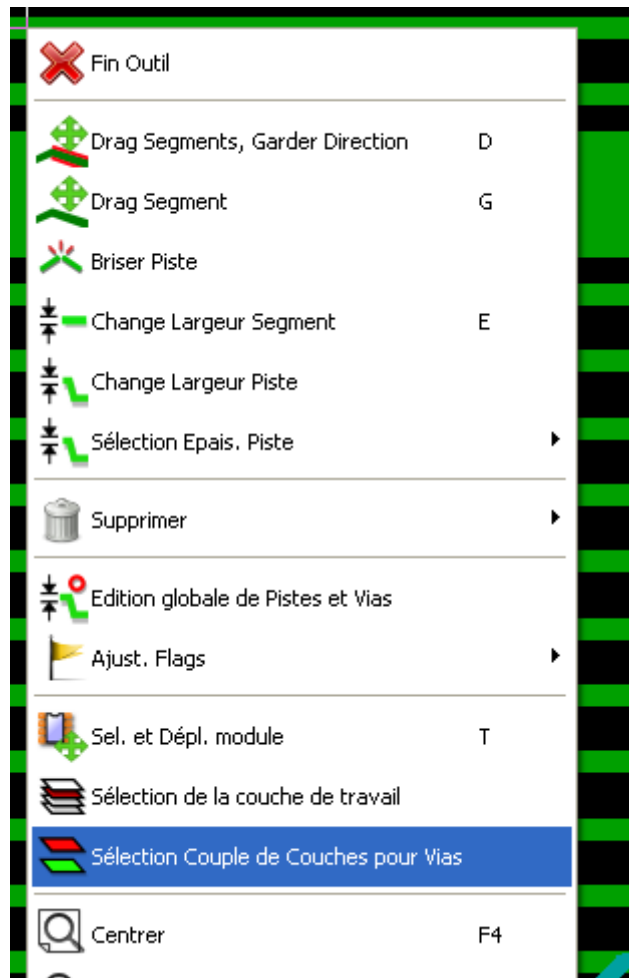 Fin Outil
Drag Segments, Garder Direction D
Drag Segment G
Briser Piste
Change Largeur Segment E
Change Largeur Piste
Sélection Epais. Piste
Supprimer
Edition globale de Pistes et Vias
Ajust. Flags
Sel. et Dépl. module T
Sélection de la couche de travail
Sélection Couple de Couches pour Vias
Centrer F4